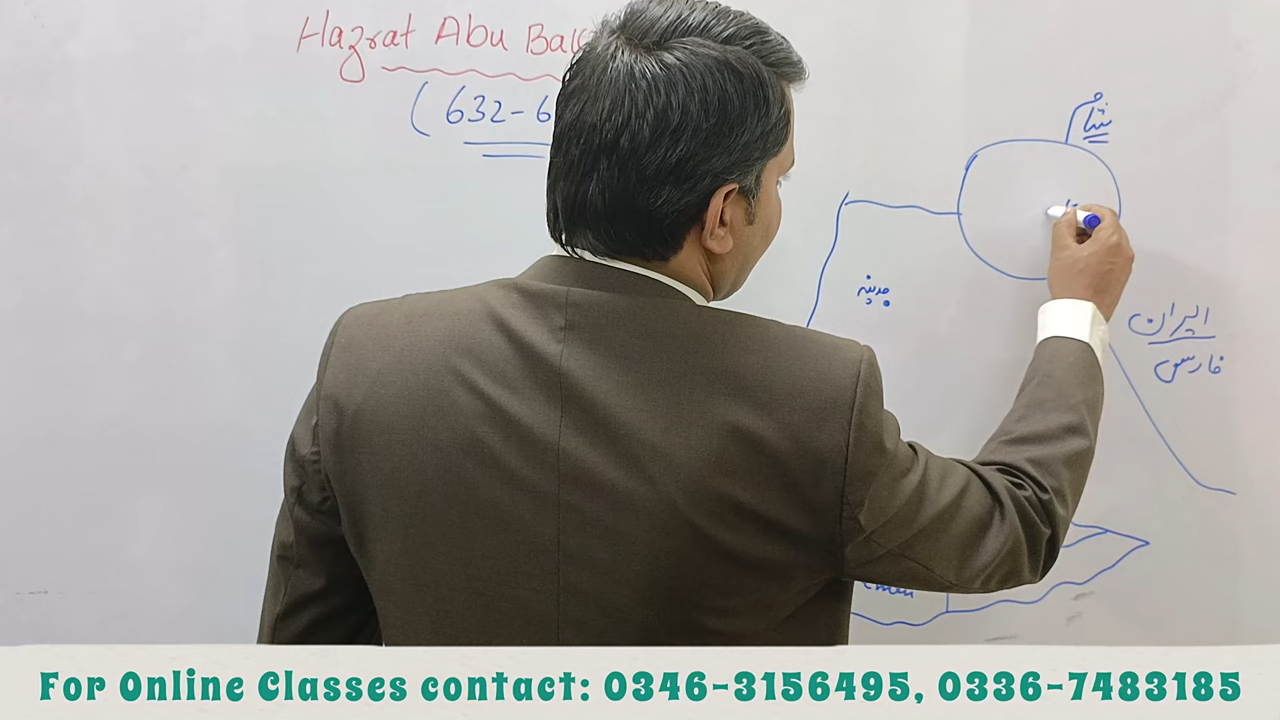 Hazrat Abu Bak
(632-6
شام
مدینہ
ایران
فارس
For Online Classes contact: 0346-3156495, 0336-7483185